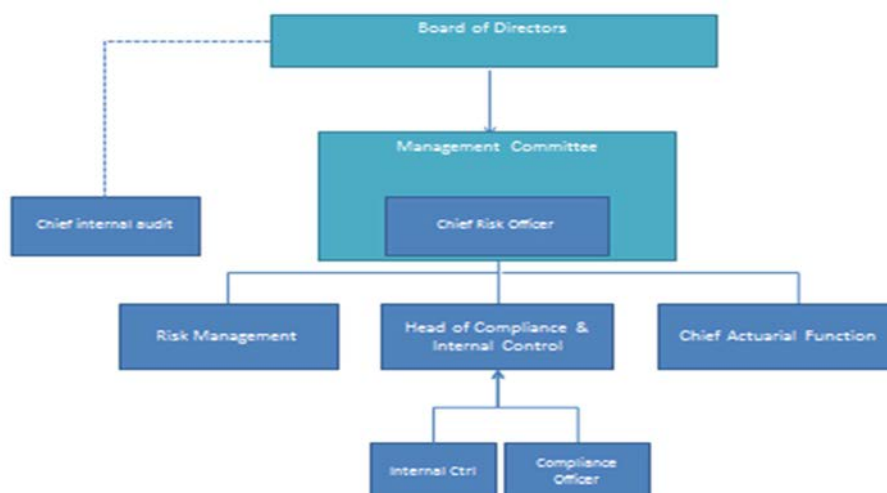 Board of Directors
Management Committee
Chief internal audit
Chief Risk Officer
Risk Management
Head of Compliance &
Internal Control
Chief Actuarial Function
Internal Ctrl
Compliance
Officer